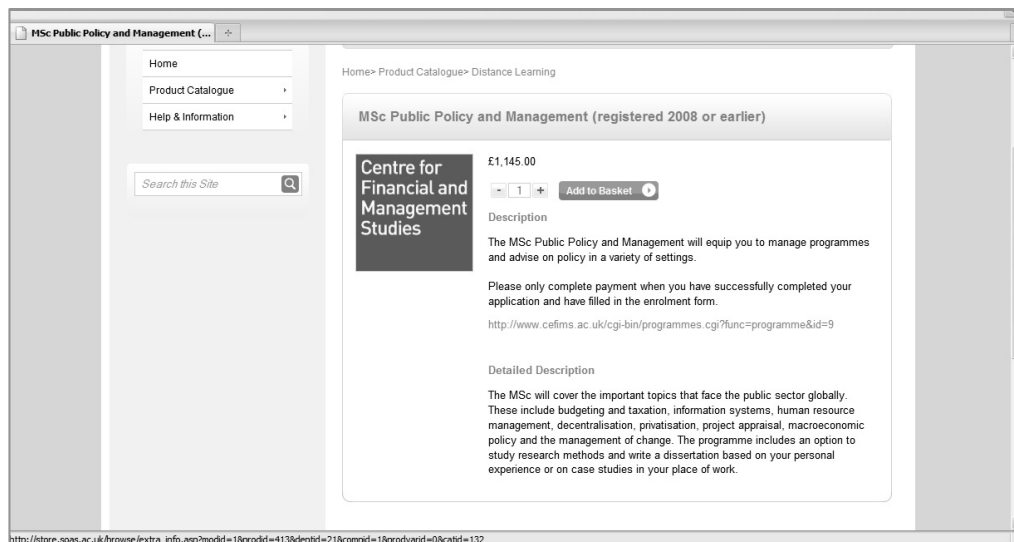 MSc Public Policy and Management (...
Home
Product Catalogue
Help & Information
Search this Site
Home> Product Catalogue> Distance Learning
MSc Public Policy and Management (registered 2008 or earlier)
Centre for
Financial and
Management
Studies
£1,145.00
- 1 +
Add to Basket
Description
The MSc Public Policy and Management will equip you to manage programmes
and advise on policy in a variety of settings.
Please only complete payment when you have successfully completed your
application and have filled in the enrolment form.
http://www.cefims.ac.uk/cgi-bin/programmes.cgi?func=programme&id=9
Detailed Description
The MSc will cover the important topics that face the public sector globally.
These include budgeting and taxation, information systems, human resource
management, decentralisation, privatisation, project appraisal, macroeconomic
policy and the management of change. The programme includes an option to
study research methods and write a dissertation based on your personal
experience or on case studies in your place of work.
http://store.soas.ac.uk/browse/extra_info.asp?modid=1&prodid=413&deptid=21&compid=1&prodvarid=0&catid=132